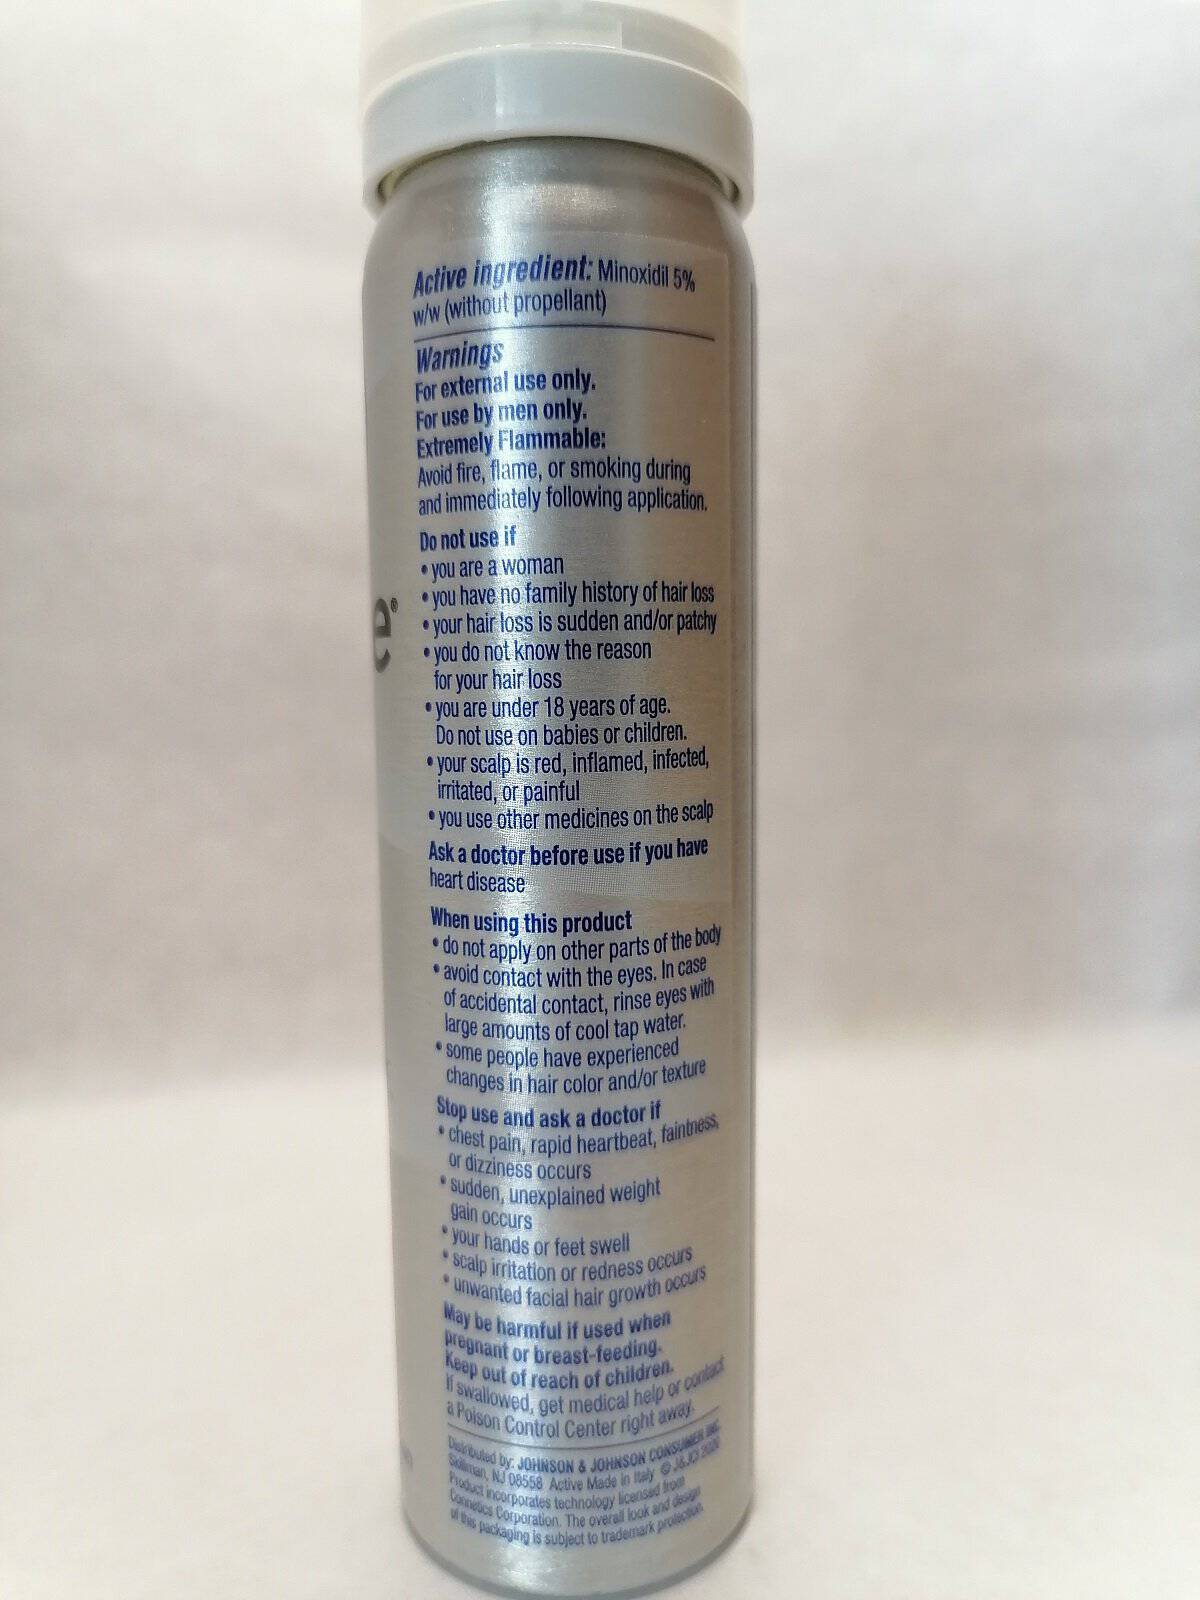 Active ingredient: Minoxidil 5%
w/w (without propellant)
Warnings
For external use only.
For use by men only.
Extremely Flammable:
Avoid fire, flame, or smoking during
and immediately following application.
Do not use if
• you are a woman
• you have no family history of hair loss
• your hair loss is sudden and/or patchy
• you do not know the reason
for your hair loss
• you are under 18 years of age.
Do not use on babies or children.
• your scalp is red, inflamed, infected,
irritated, or painful
• you use other medicines on the scalp
Ask a doctor before use if you have
heart disease
When using this product
• do not apply on other parts of the body
• avoid contact with the eyes. In case
of accidental contact, rinse eyes with
large amounts of cool tap water.
• some people have experienced
changes in hair color and/or texture
Stop use and ask a doctor if
• chest pain, rapid heartbeat, faintness,
or dizziness occurs
• sudden, unexplained weight
gain occurs
• your hands or feet swell
• scalp irritation or redness occurs
• unwanted facial hair growth occurs
May be harmful if used when
pregnant or breast-feeding.
Keep out of reach of children.
If swallowed, get medical help or contact
a Poison Control Center right away.
Distributed by: JOHNSON & JOHNSON CONSUMER INC.
Skillman, NJ 08558 Active Made in Italy © J&JCI 2020
Product incorporates technology licensed from
Connetics Corporation. The overall look and design
of this packaging is subject to trademark protection.
e®